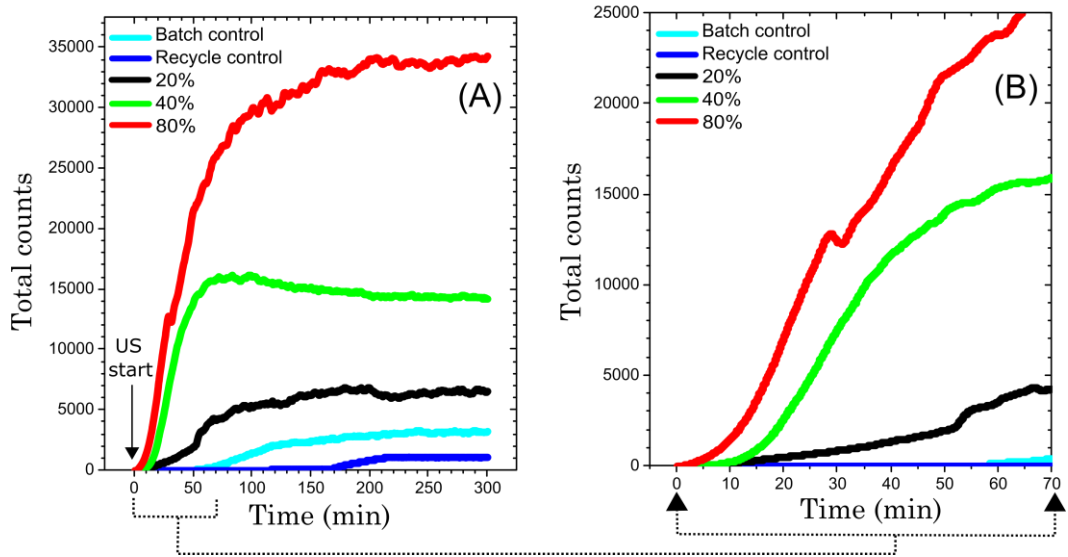 Total counts
35000
30000
25000
20000
15000
10000
5000
0
Batch control
Recycle control
20%
40%
80%
(A)
US
start
0 50 100 150 200 250 300
Time (min)
Total counts
25000
20000
15000
10000
5000
0
Batch control
Recycle control
20%
40%
80%
(B)
0 10 20 30 40 50 60 70
Time (min)